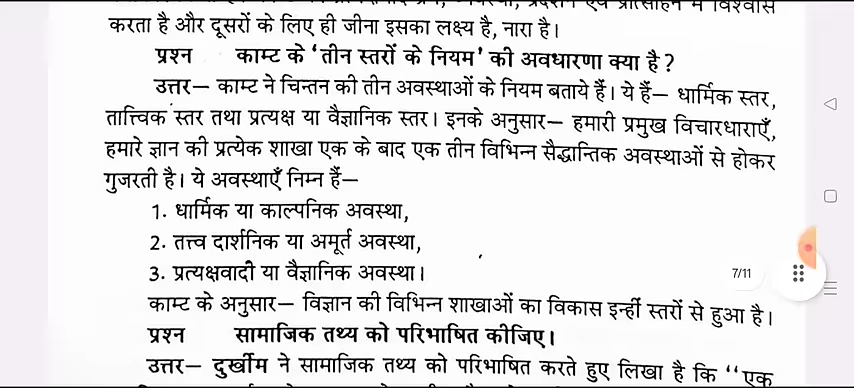 करता है और दूसरों के लिए ही जीना इसका लक्ष्य है, नारा है।
प्रश्न काम्ट के ‘तीन स्तरों के नियम’ की अवधारणा क्या है?
उत्तर— काम्ट ने चिन्तन की तीन अवस्थाओं के नियम बताये हैं। ये हैं— धार्मिक स्तर,
तात्त्विक स्तर तथा प्रत्यक्ष या वैज्ञानिक स्तर। इनके अनुसार— हमारी प्रमुख विचारधाराएँ,
हमारे ज्ञान की प्रत्येक शाखा एक के बाद एक तीन विभिन्न सैद्धान्तिक अवस्थाओं से होकर
गुजरती है। ये अवस्थाएँ निम्न हैं—
1. धार्मिक या काल्पनिक अवस्था,
2. तत्त्व दार्शनिक या अमूर्त अवस्था,
3. प्रत्यक्षवादी या वैज्ञानिक अवस्था।
7/11
काम्ट के अनुसार— विज्ञान की विभिन्न शाखाओं का विकास इन्हीं स्तरों से हुआ है।
प्रश्न सामाजिक तथ्य को परिभाषित कीजिए।
उत्तर— दुर्खीम ने सामाजिक तथ्य को परिभाषित करते हुए लिखा है कि ‘‘एक